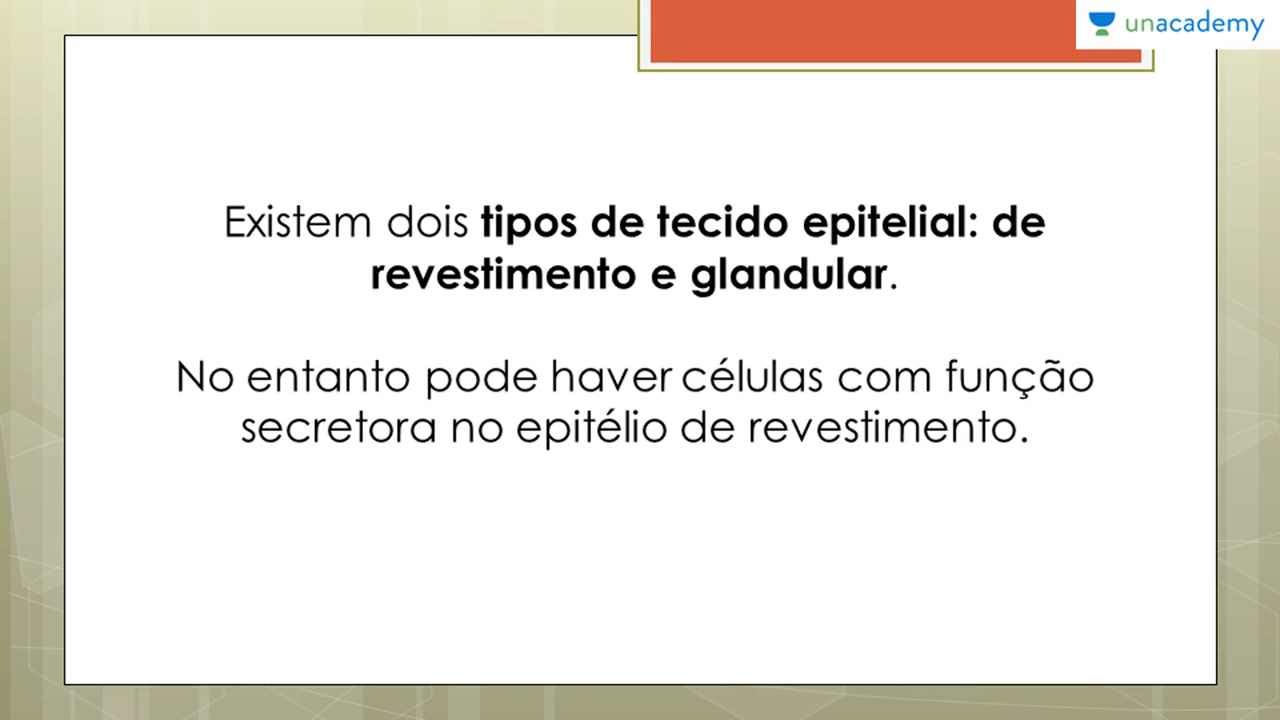 unacademy
Existem dois tipos de tecido epitelial: de
revestimento e glandular.
No entanto pode haver células com função
secretora no epitélio de revestimento.